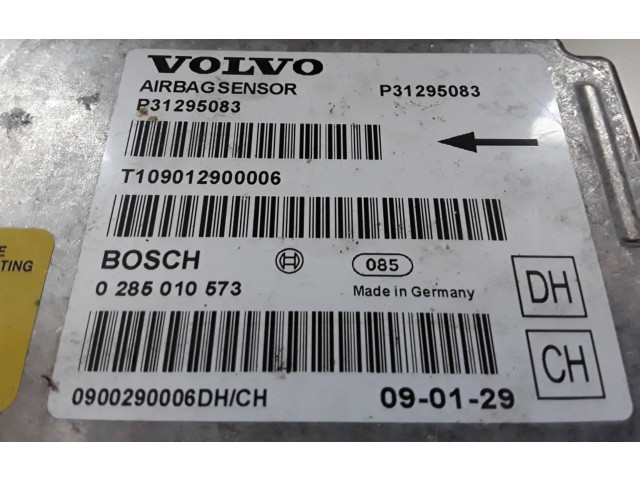 VOLVO
AIRBAG SENSOR P31295083
P31295083
T109012900006
BOSCH 085
0 285 010 573 Made in Germany
DH
CH
0900290006DH/CH 09-01-29
TING